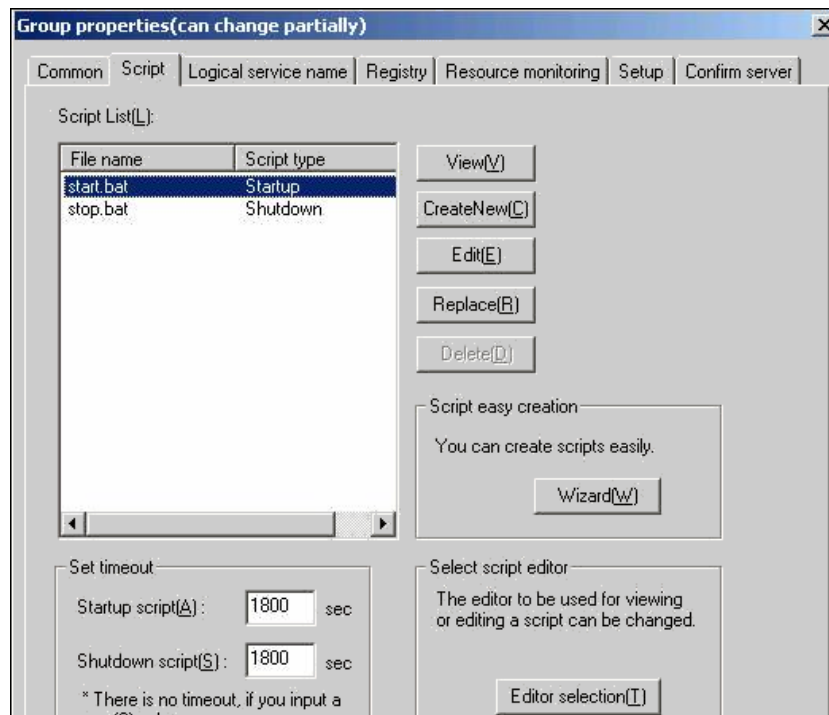 Group properties(can change partially)
Common Script Logical service name Registry Resource monitoring Setup Confirm server
Script List(L):
File name Script type
start.bat Startup
stop.bat Shutdown
View(V)
CreateNew(C)
Edit(E)
Replace(R)
Delete(D)
Script easy creation
You can create scripts easily.
Wizard(W)
Set timeout
Startup script(A) : 1800 sec
Shutdown script(S) : 1800 sec
* There is no timeout, if you input a
Select script editor
The editor to be used for viewing
or editing a script can be changed.
Editor selection(T)